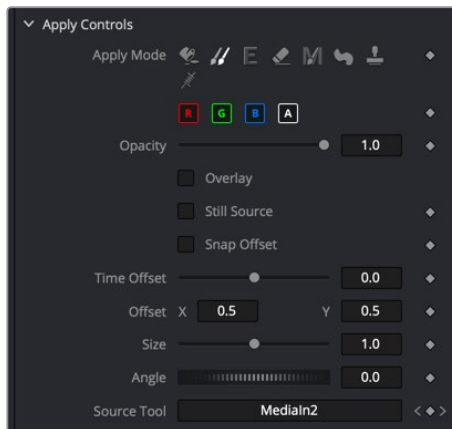 Apply Controls
Apply Mode
R G B A
Opacity 1.0
Overlay
Still Source
Snap Offset
Time Offset 0.0
Offset X 0.5 Y 0.5
Size 1.0
Angle 0.0
Source Tool MediaIn2